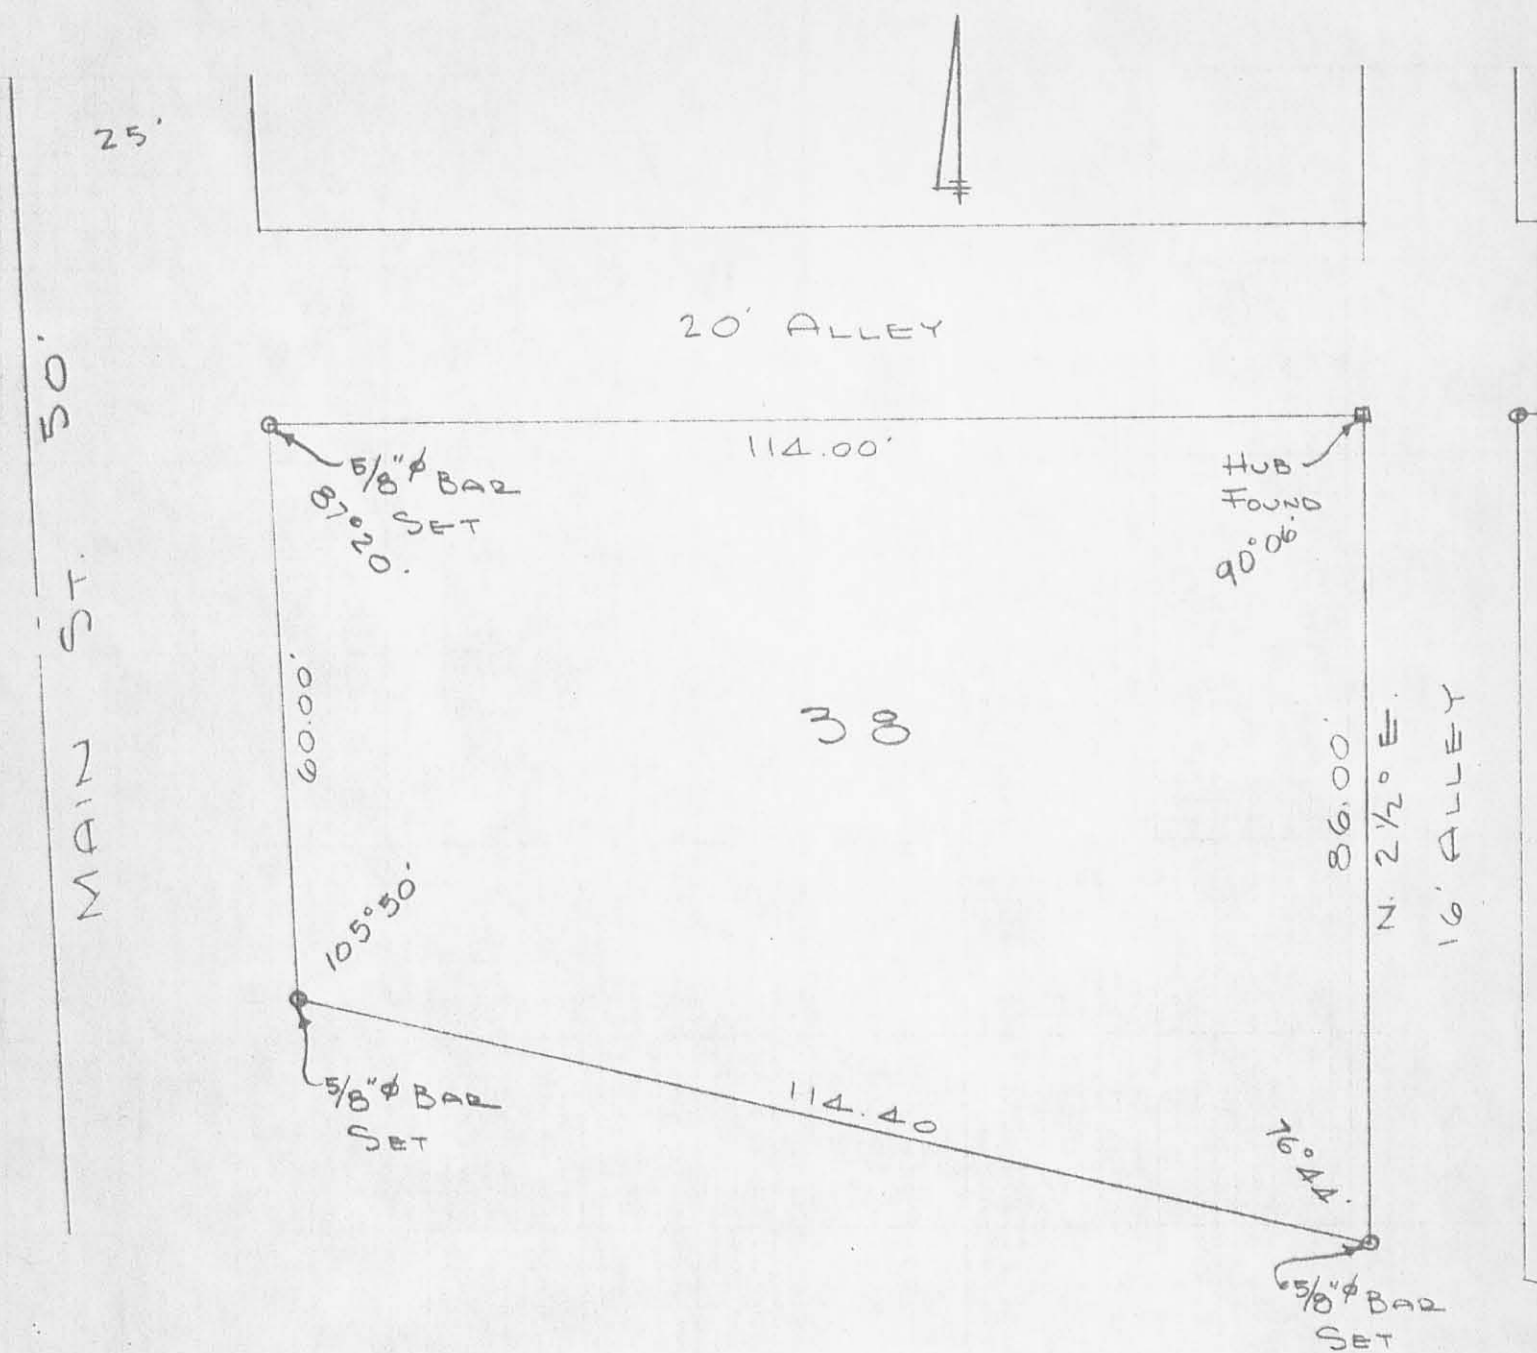 25'
MAIN ST. 50'
20' ALLEY
114.00'
5/8"⌀ BAR
SET
87°20'
HUB
FOUND
90°06'
60.00'
38
86.00'
N. 2½° E.
16' ALLEY
105°50'
5/8"⌀ BAR
SET
114.40
76°44'
5/8"⌀ BAR
SET